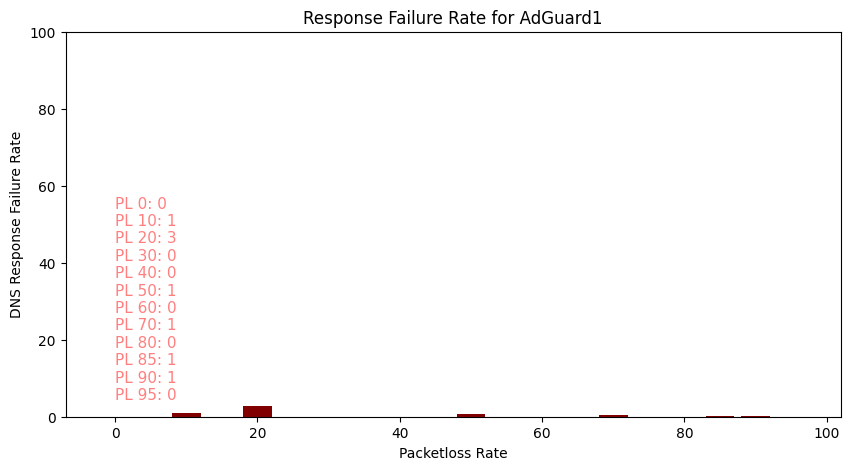 Response Failure Rate for AdGuard1
100
80
60
40
20
0
DNS Response Failure Rate
PL 0: 0
PL 10: 1
PL 20: 3
PL 30: 0
PL 40: 0
PL 50: 1
PL 60: 0
PL 70: 1
PL 80: 0
PL 85: 1
PL 90: 1
PL 95: 0
0 20 40 60 80 100
Packetloss Rate